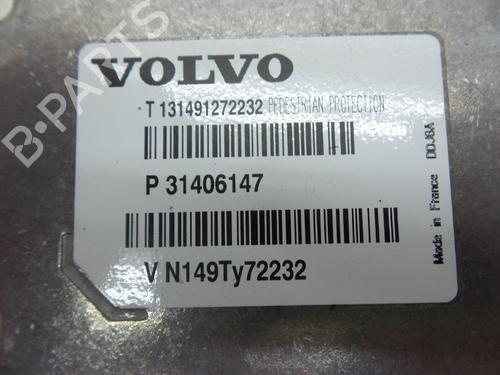 VOLVO
T 131491272232 PEDESTRIAN PROTECTION
P 31406147
V N149Ty72232
Made in France DDJ8A
B-PARTS